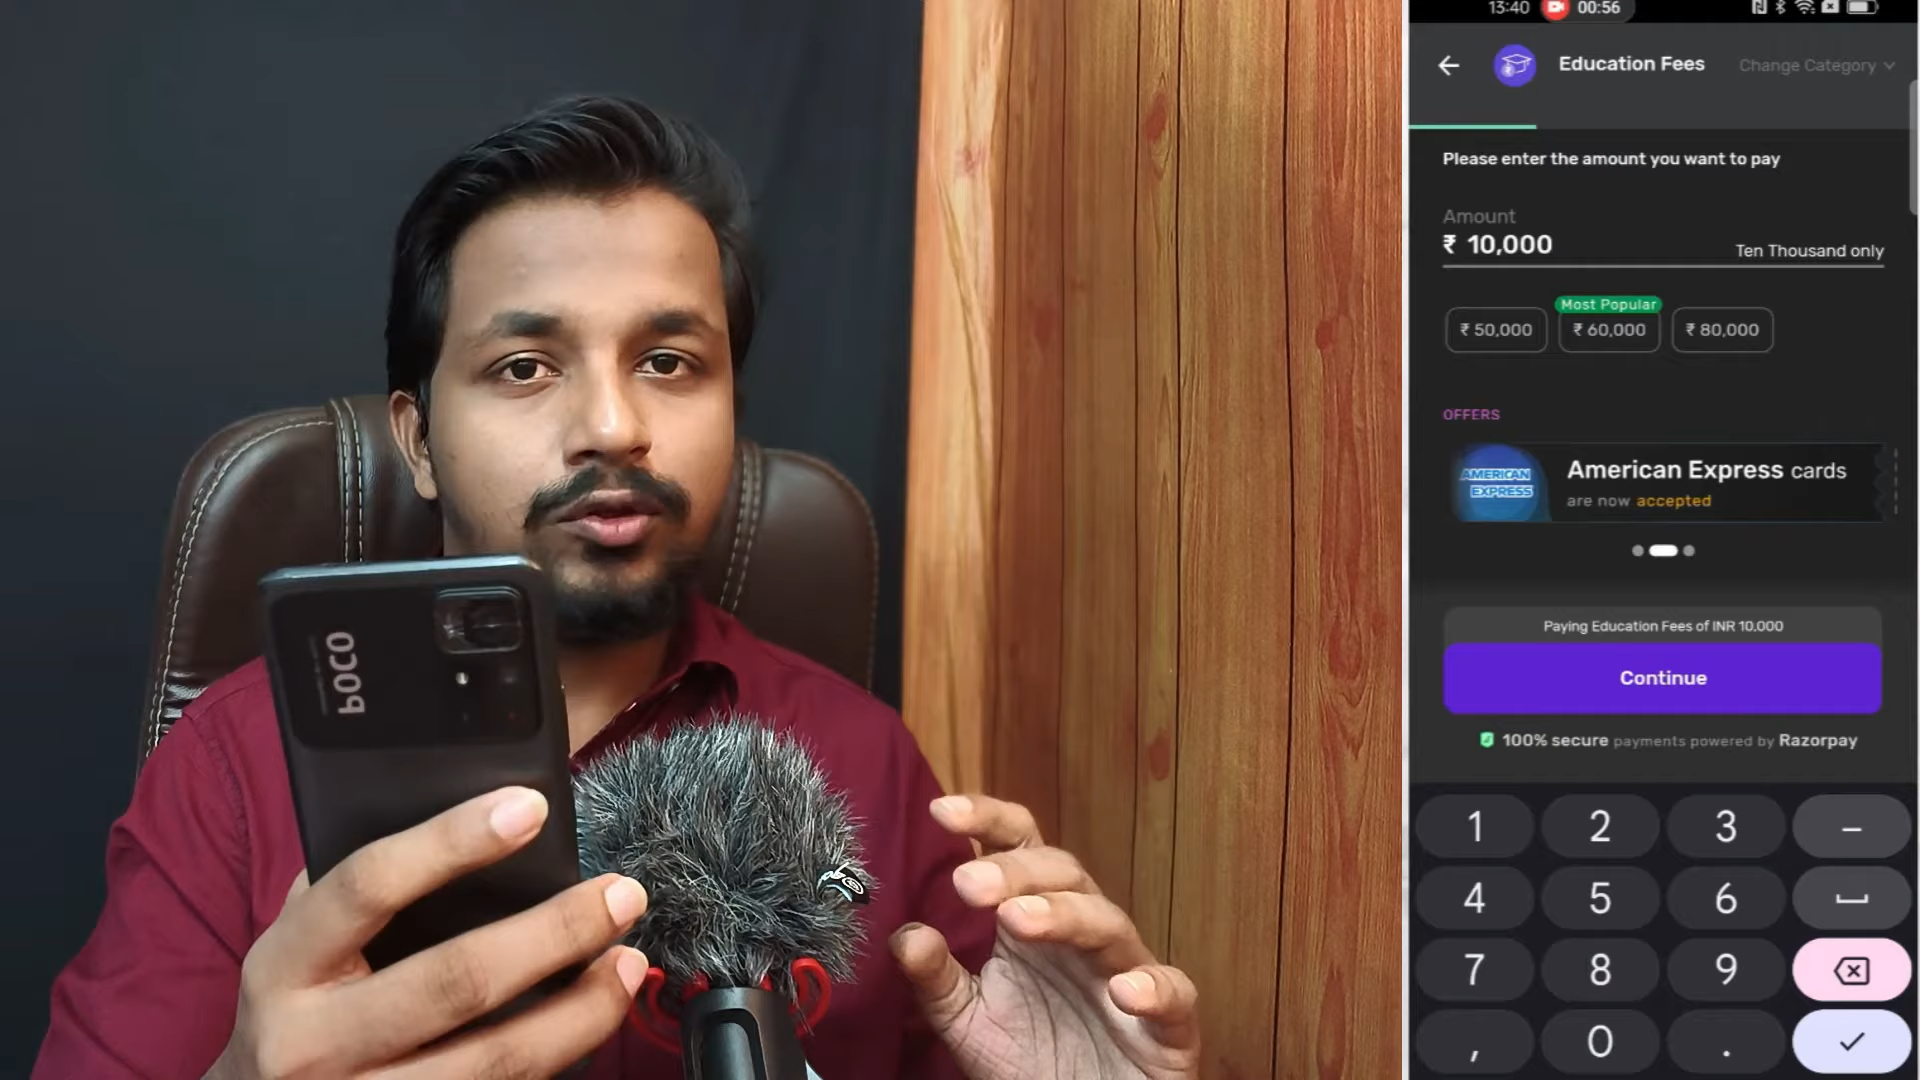 13:40 00:56
Education Fees Change Category
Please enter the amount you want to pay
Amount
₹ 10,000 Ten Thousand only
Most Popular
₹ 50,000 ₹ 60,000 ₹ 80,000
OFFERS
AMERICAN
EXPRESS
American Express cards
are now accepted
Paying Education Fees of INR 10,000
Continue
100% secure payments powered by Razorpay
1 2 3 –
4 5 6
7 8 9
, 0 .
POCO